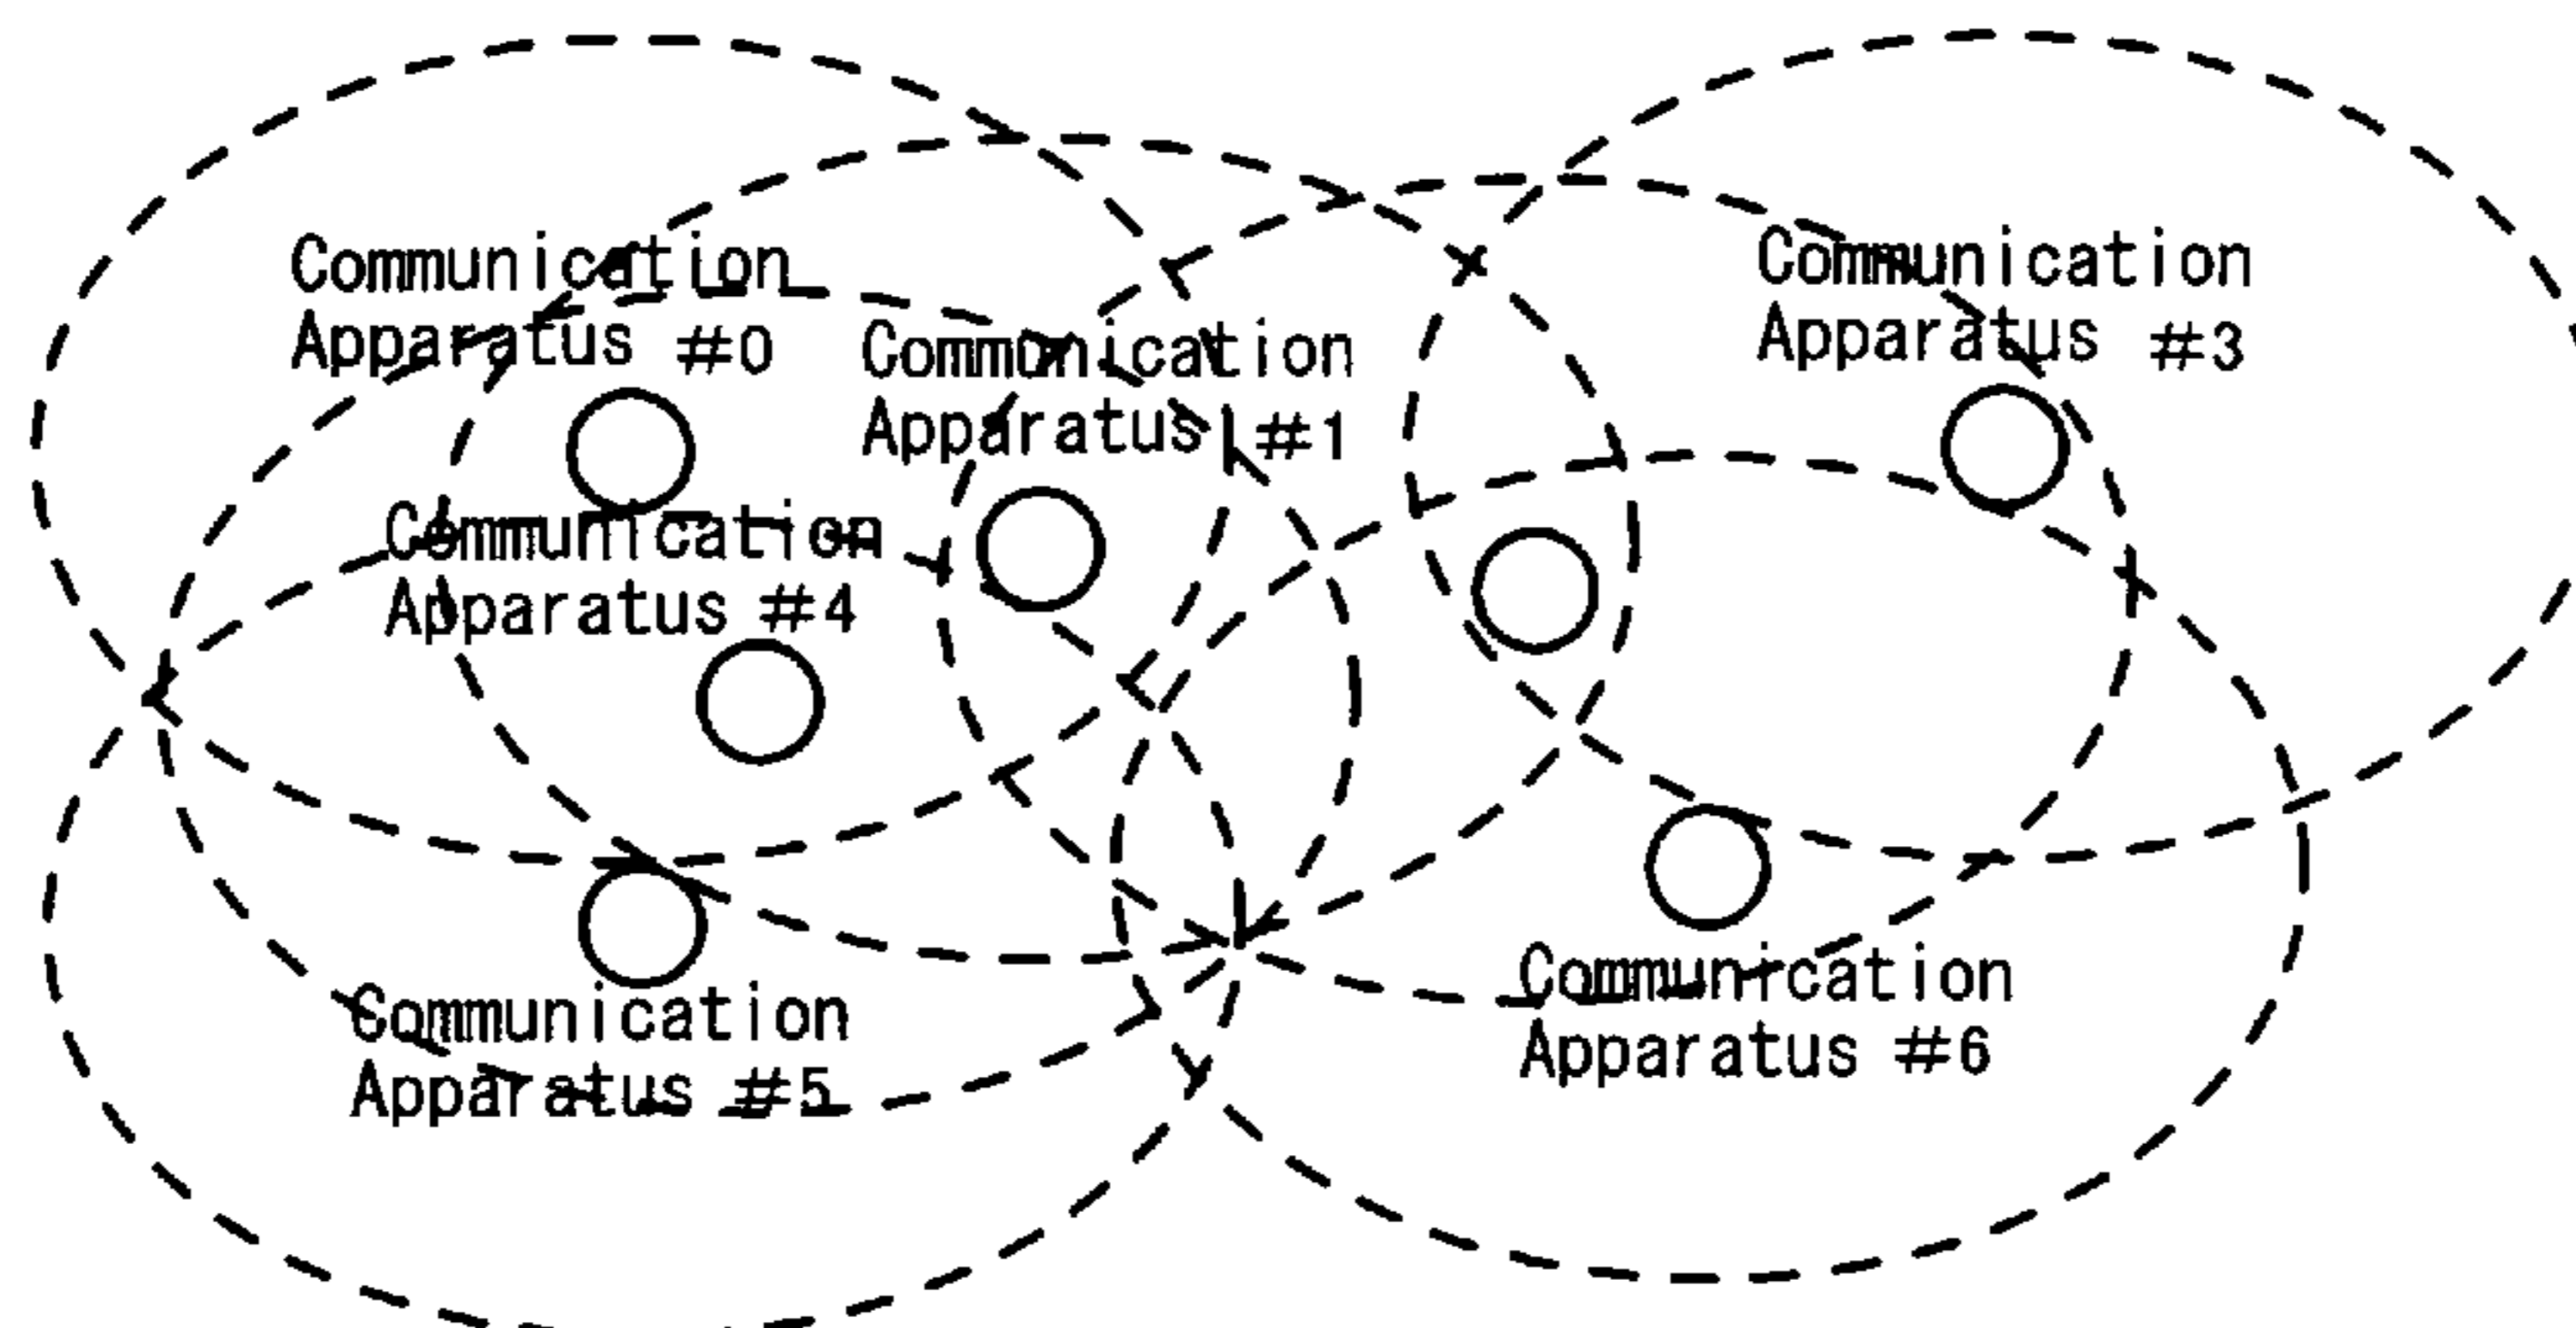 Communication
Apparatus #0
Communication
Apparatus #1
Communication
Apparatus #3
Communication
Apparatus #4
Communication
Apparatus #5
Communication
Apparatus #6